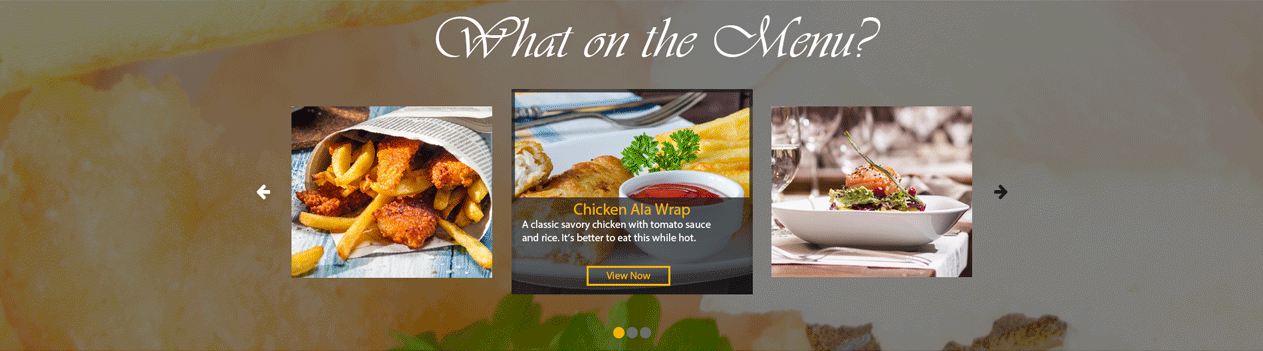 What on the Menu?
Chicken Ala Wrap
A classic savory chicken with tomato sauce
and rice. It's better to eat this while hot.
View Now